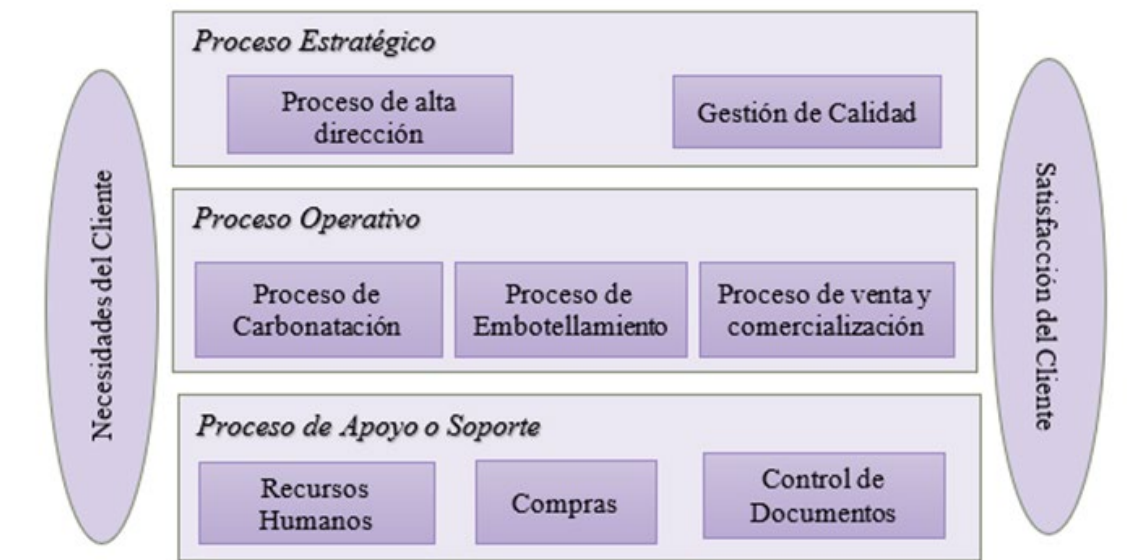 Proceso Estratégico
Proceso de alta
dirección
Gestión de Calidad
Necesidades del Cliente
Proceso Operativo
Proceso de
Carbonatación
Proceso de
Embotellamiento
Proceso de venta y
comercialización
Satisfacción del Cliente
Proceso de Apoyo o Soporte
Recursos
Humanos
Compras
Control de
Documentos